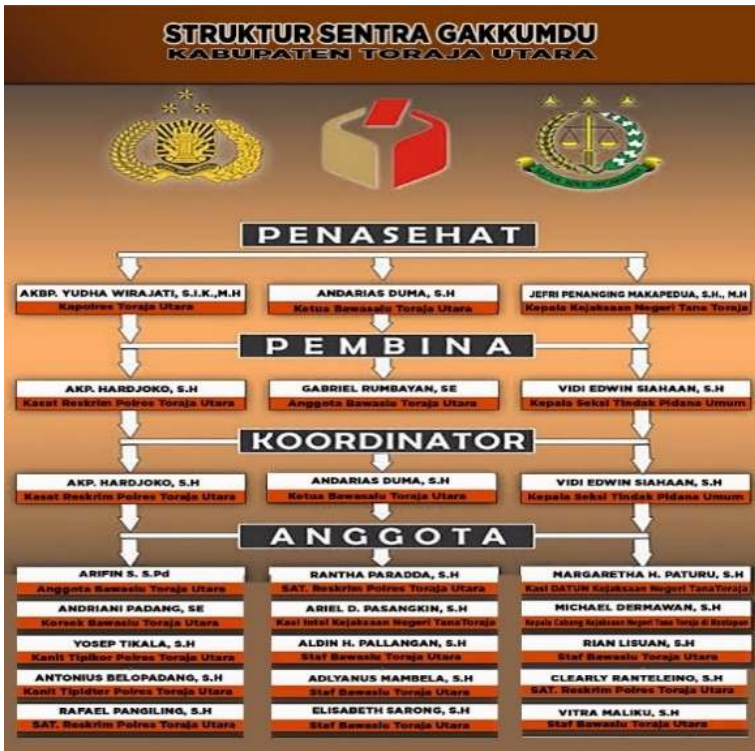 STRUKTUR SENTRA GAKKUMDU
KABUPATEN TORAJA UTARA
PENASEHAT
AKBP. YUDHA WIRAJATI, S.I.K.,M.H
Kapolres Toraja Utara
ANDARIAS DUMA, S.H
Ketua Bawaslu Toraja Utara
JEFRI PENANGING MAKAPEDUA, S.H., M.H
Kepala Kejaksaan Negeri Tana Toraja
PEMBINA
AKP. HARDJOKO, S.H
Kasat Reskrim Polres Toraja Utara
GABRIEL RUMBAYAN, SE
Anggota Bawaslu Toraja Utara
VIDI EDWIN SIAHAAN, S.H
Kepala Seksi Tindak Pidana Umum
KOORDINATOR
AKP. HARDJOKO, S.H
Kasat Reskrim Polres Toraja Utara
ANDARIAS DUMA, S.H
Ketua Bawaslu Toraja Utara
VIDI EDWIN SIAHAAN, S.H
Kepala Seksi Tindak Pidana Umum
ANGGOTA
ARIFIN S. S.Pd
Anggota Bawaslu Toraja Utara
RANTHA PARADDA, S.H
SAT. Reskrim Polres Toraja Utara
MARGARETHA H. PATURU, S.H
Kasi DATUN Kejaksaan Negeri TanaToraja
ANDRIANI PADANG, SE
Korsek Bawaslu Toraja Utara
ARIEL D. PASANGKIN, S.H
Kasi Intel Kejaksaan Negeri TanaToraja
MICHAEL DERMAWAN, S.H
Kepala Cabang Kejaksaan Negeri Tana Toraja di Rantepao
YOSEP TIKALA, S.H
Kanit Tipikor Polres Toraja Utara
ALDIN H. PALLANGAN, S.H
Staf Bawaslu Toraja Utara
RIAN LISUAN, S.H
Staf Bawaslu Toraja Utara
ANTONIUS BELOPADANG, S.H
Kanit Tipidter Polres Toraja Utara
ADLYANUS MAMBELA, S.H
Staf Bawaslu Toraja Utara
CLEARLY RANTELEINO, S.H
SAT. Reskrim Polres Toraja Utara
RAFAEL PANGILING, S.H
SAT. Reskrim Polres Toraja Utara
ELISABETH SARONG, S.H
Staf Bawaslu Toraja Utara
VITRA MALIKU, S.H
Staf Bawaslu Toraja Utara